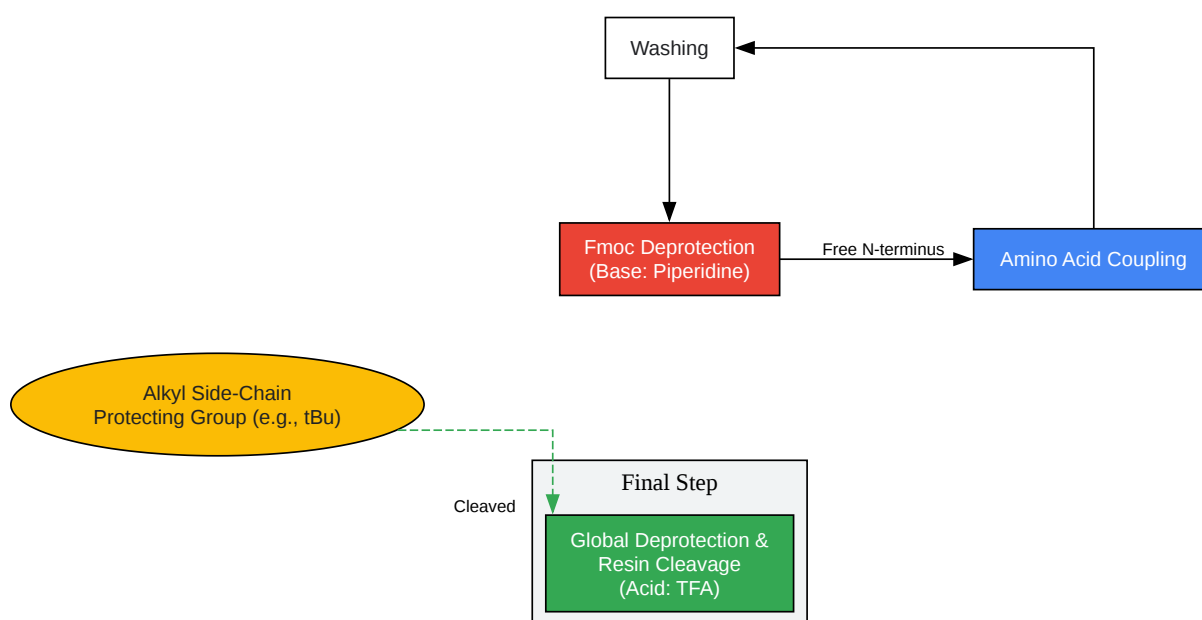 Washing
Fmoc Deprotection
(Base: Piperidine)
Free N-terminus
Amino Acid Coupling
Alkyl Side-Chain
Protecting Group (e.g., tBu)
Cleaved
Final Step
Global Deprotection &
Resin Cleavage
(Acid: TFA)